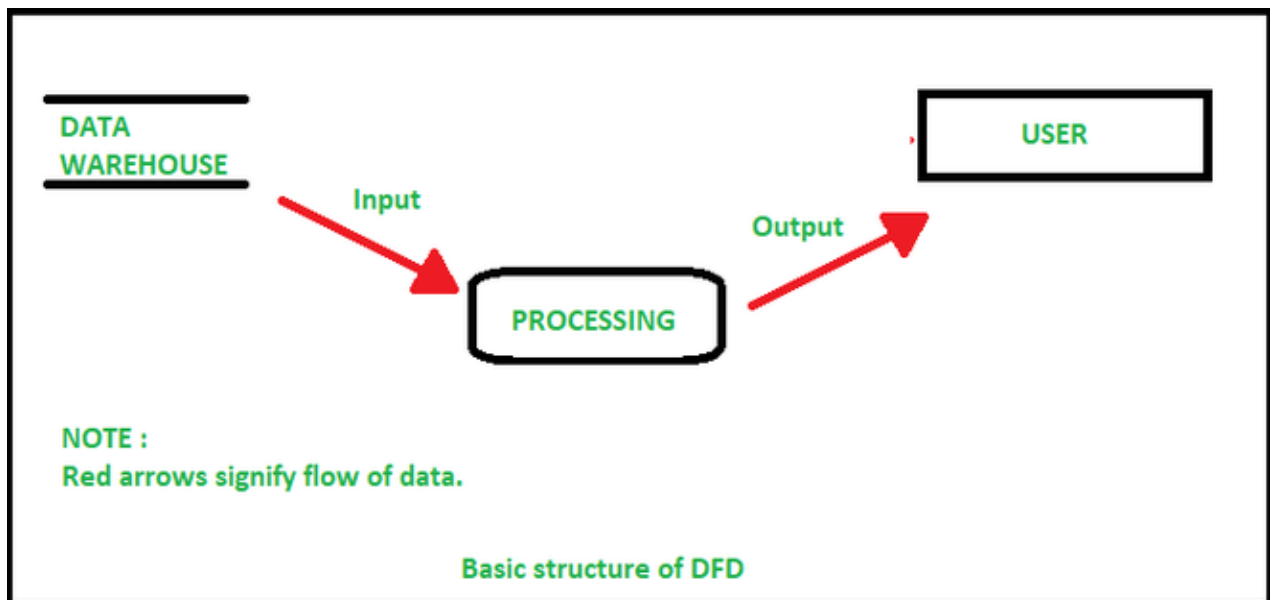 DATA
WAREHOUSE
USER
Input
Output
PROCESSING
NOTE :
Red arrows signify flow of data.
Basic structure of DFD